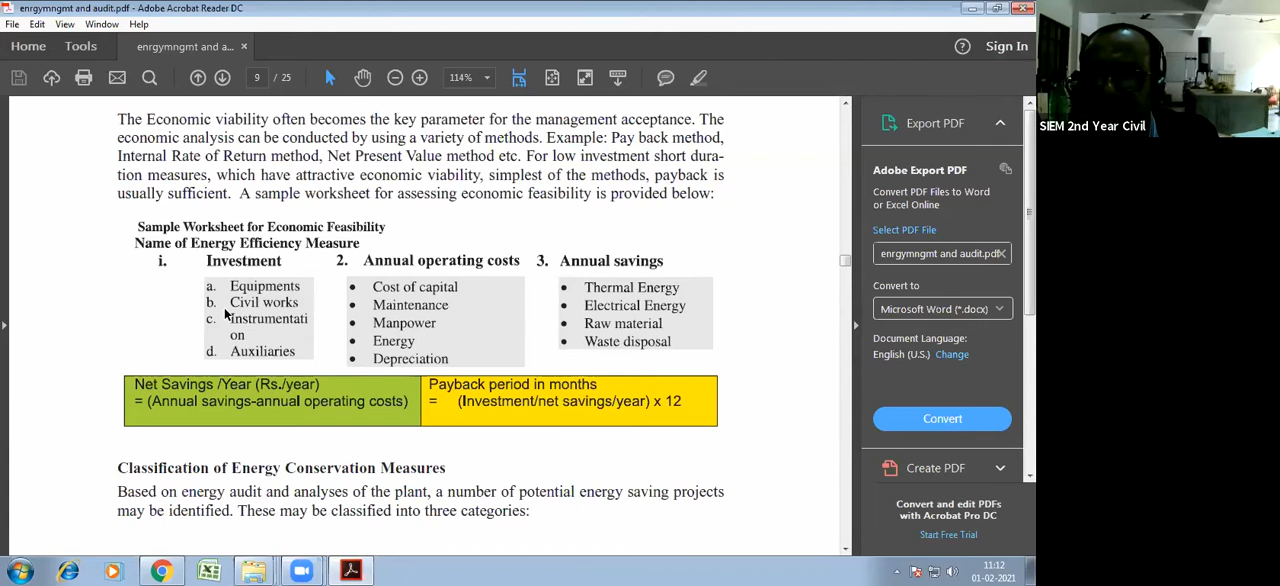 enrgymngmt and audit.pdf - Adobe Acrobat Reader DC
File Edit View Window Help
Home Tools enrgymngmt and a... × Sign In
9 / 25 114%
The Economic viability often becomes the key parameter for the management acceptance. The
economic analysis can be conducted by using a variety of methods. Example: Pay back method,
Internal Rate of Return method, Net Present Value method etc. For low investment short dura-
tion measures, which have attractive economic viability, simplest of the methods, payback is
usually sufficient. A sample worksheet for assessing economic feasibility is provided below:
Sample Worksheet for Economic Feasibility
Name of Energy Efficiency Measure
i. Investment 2. Annual operating costs 3. Annual savings
a. Equipments
b. Civil works
c. Instrumentati
on
d. Auxiliaries
• Cost of capital
• Maintenance
• Manpower
• Energy
• Depreciation
• Thermal Energy
• Electrical Energy
• Raw material
• Waste disposal
Net Savings /Year (Rs./year)
= (Annual savings-annual operating costs)
Payback period in months
= (Investment/net savings/year) x 12
Classification of Energy Conservation Measures
Based on energy audit and analyses of the plant, a number of potential energy saving projects
may be identified. These may be classified into three categories:
Export PDF
Adobe Export PDF
Convert PDF Files to Word
or Excel Online
Select PDF File
enrgymngmt and audit.pdf
Convert to
Microsoft Word (*.docx)
Document Language:
English (U.S.) Change
Convert
Create PDF
Convert and edit PDFs
with Acrobat Pro DC
Start Free Trial
SIEM 2nd Year Civil
11:12
01-02-2021